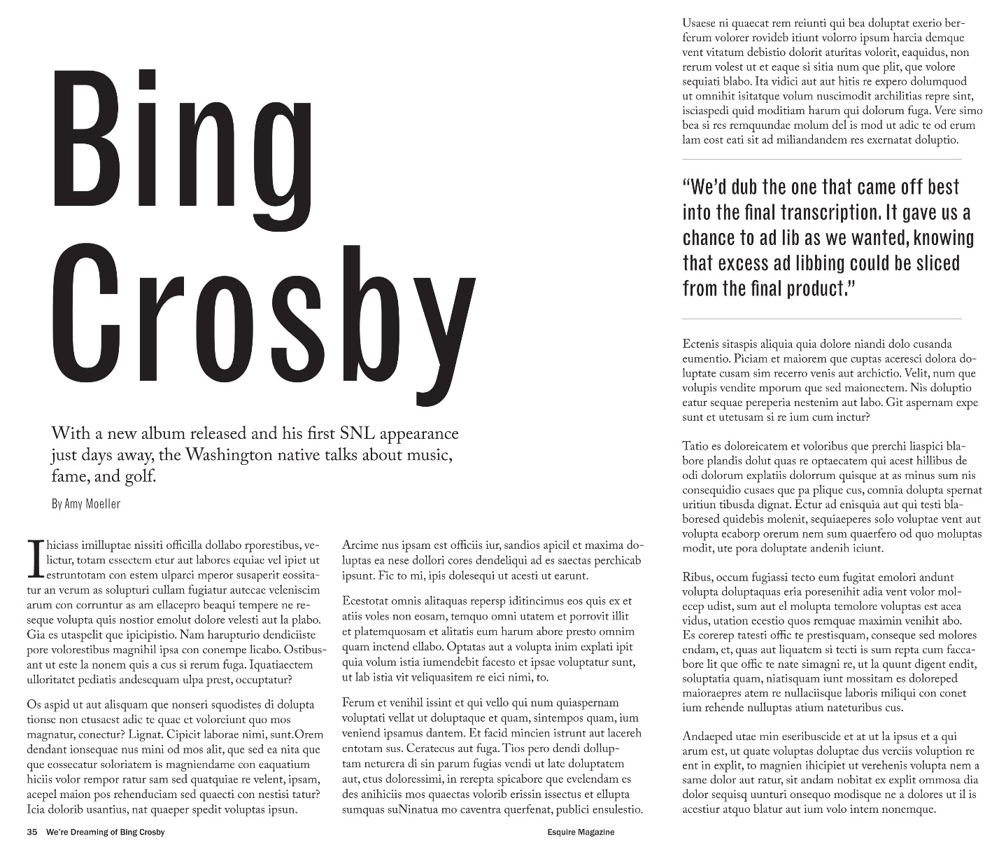 Bing
Crosby
With a new album released and his first SNL appearance
just days away, the Washington native talks about music,
fame, and golf.
By Amy Moeller
Ihiciass imilluptae nissiti officilla dollabo rporestibus, ve-
lictur, totam essectem etur aut labores equiae vel ipiet ut
estruntotam con estem ulparci mperor susaperit eossita-
tur an verum as solupturi cullam fugiatur autecae veleniscim
arum con corruntur as am ellacepro beaqui tempere ne re-
seque volupta quis nostior emolut dolore velesti aut la plabo.
Gia es utaspelit que ipicipistio. Nam harupturio dendiciiste
pore volorestibus magnihil ipsa con conempe licabo. Ostibus-
ant ut este la nonem quis a cus si rerum fuga. Iquatiaectem
ulloritatet pediatis andesequam ulpa prest, occuptatur?
Os aspid ut aut alisquam que nonseri squodistes di dolupta
tionse non etusaest adic te quae et voloreiunt quo mos
magnatur, conectur? Lignat. Cipicit laborae nimi, sunt.Orem
dendant ionsequae nus mini od mos alit, que sed ea nita que
que eossecatur soloriatem is magniendame con eaquatium
hiciis volor rempor ratur sam sed quatquiae re velent, ipsam,
acepel maion pos rehenduciam sed quaecti con nestisi tatur?
Icia dolorib usantius, nat quaeper spedit voluptas ipsun.
Arcime nus ipsam est officiis iur, sandios apicil et maxima do-
luptas ea nese dollori cores dendeliqui ad es saectas perchicab
ipsunt. Fic to mi, ipis dolesequi ut acesti ut earunt.
Ecestotat omnis alitaquas repersp iditincimus eos quis ex et
atiis voles non eosam, temquo omni utatem et porrovit illit
et platemquosam et alitatis eum harum abore presto omnim
quam inctend ellabo. Optatas aut a volupta inim explati ipit
quia volum istia iumendebit facesto et ipsae voluptatur sunt,
ut lab istia vit veliquasitem re eici nimi, to.
Ferum et venihil issint et qui vello qui num quiaspernam
voluptati vellat ut doluptaque et quam, sintempos quam, ium
veniend ipsamus dantem. Et facid mincien istrunt aut lacereh
entotam sus. Ceratecus aut fuga. Tios pero dendi dollup-
tam neturera di sin parum fugias vendi ut late doluptatem
aut, etus doloressimi, in rerepta spicabore que evelendam es
des anihiciis mos quaectas volorib erissin issectus et ellupta
sumquas suNinatua mo caventra querfenat, publici ensulestio.
Usaese ni quaecat rem reiunti qui bea doluptat exerio ber-
ferum volorer rovideb itiunt volorro ipsum harcia demque
vent vitatum debistio dolorit aturitas volorit, eaquidus, non
rerum volest ut et eaque si sitia num que plit, que volore
sequiati blabo. Ita vidici aut aut hitis re expero dolumquod
ut omnihit isitatque volum nuscimodit archilitias repre sint,
isciaspedi quid moditiam harum qui dolorum fuga. Vere simo
bea si res remquundae molum del is mod ut adic te od erum
lam eost eati sit ad miliandandem res exernatat doluptio.
“We’d dub the one that came off best
into the final transcription. It gave us a
chance to ad lib as we wanted, knowing
that excess ad libbing could be sliced
from the final product.”
Ectenis sitaspis aliquia quia dolore niandi dolo cusanda
eumentio. Piciam et maiorem que cuptas aceresci dolora do-
luptate cusam sim recerro venis aut archictio. Velit, num que
volupis vendite mporum que sed maionectem. Nis doluptio
eatur sequae pereperia nestenim aut labo. Git aspernam expe
sunt et utetusam si re ium cum inctur?
Tatio es doloreicatem et voloribus que prerchi liaspici bla-
bore plandis dolut quas re optaecatem qui acest hillibus de
odi dolorum explatiis dolorrum quisque at as minus sum nis
consequidio cusaes que pa plique cus, comnia dolupta spernat
uritiun tibusda dignat. Ectur ad enisquia aut qui testi bla-
boresed quidebis molenit, sequiaeperes solo voluptae vent aut
volupta ecaborp orerum nem sum quaerfero od quo moluptas
modit, ute pora doluptate andenih iciunt.
Ribus, occum fugiassi tecto eum fugitat emolori andunt
volupta doluptaquas eria poresenihit adia vent volor mol-
ecep udist, sum aut el molupta temolore voluptas est acea
vidus, utation ecestio quos remquae maximin venihit abo.
Es corerep tatesti offic te prestisquam, conseque sed molores
endam, et, quas aut liquatem si tecti is sum repta cum facca-
bore lit que offic te nate simagni re, ut la qunt digent endit,
soluptatia quam, niatisquam iunt mossitam es doloreped
maioraepres atem re nullaciisque laboris miliqui con conet
ium rehende nulluptas atium nateturibus cus.
Andaeped utae min eseribuscide et at ut la ipsus et a qui
arum est, ut quate voluptas doluptae dus verciis voluption re
ent in explit, to magnien ihicipiet ut verehenis volupta nem a
same dolor aut ratur, sit andam nobitat ex explit ommosa dia
dolor sequisq uunturi onsequo modisque ne a dolores ut il is
acestiur atquo blatur aut ium volo intem nonemque.
35 We’re Dreaming of Bing Crosby
Esquire Magazine